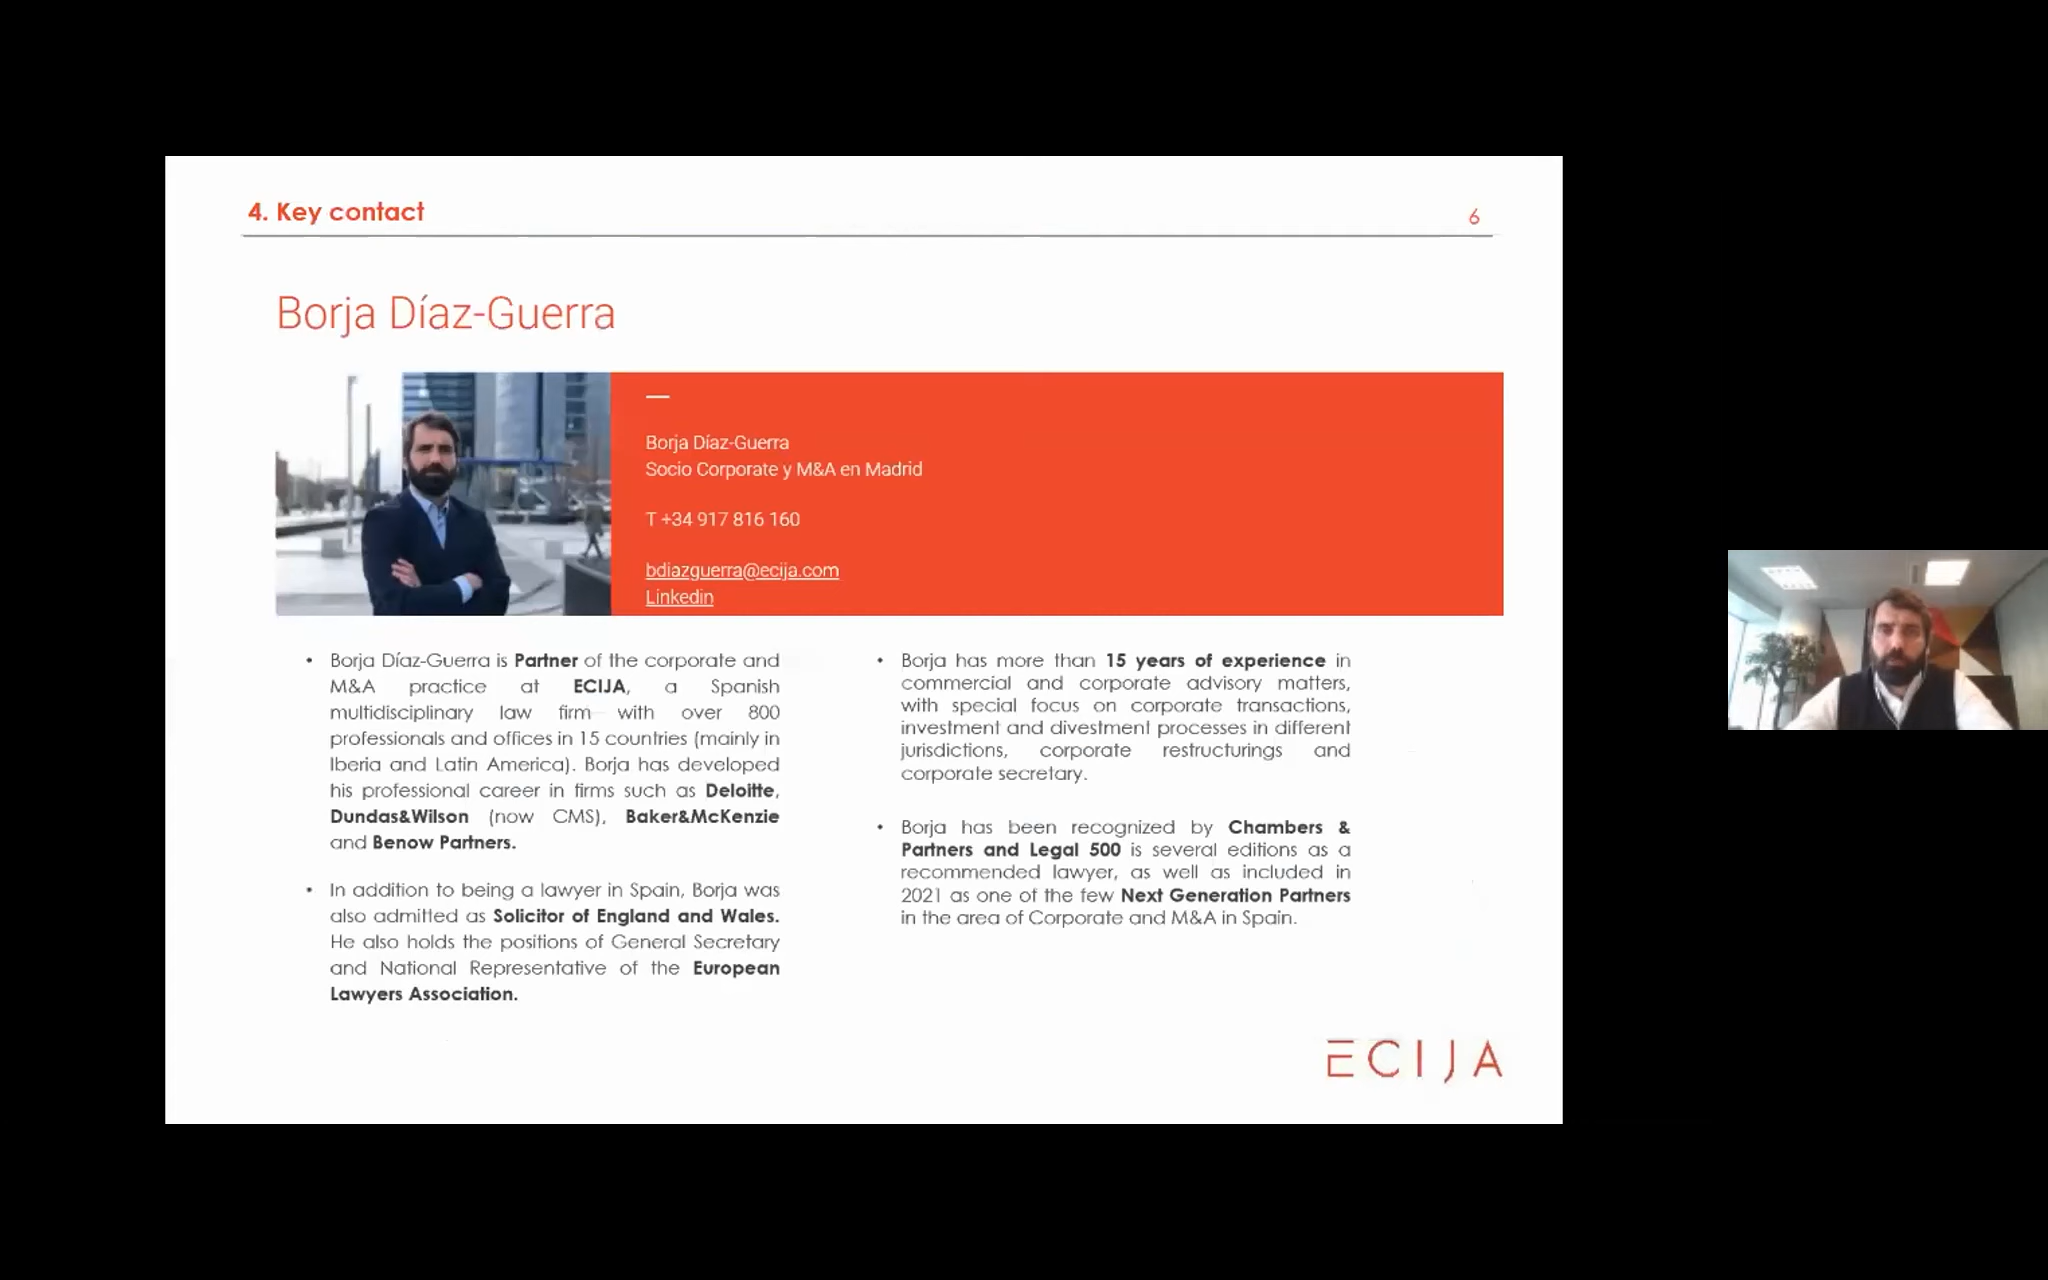 4. Key contact
6
Borja Díaz-Guerra
Borja Díaz-Guerra
Socio Corporate y M&A en Madrid
T +34 917 816 160
bdiazguerra@ecija.com
Linkedin
• Borja Díaz-Guerra is Partner of the corporate and
M&A practice at ECIJA, a Spanish
multidisciplinary law firm with over 800
professionals and offices in 15 countries (mainly in
Iberia and Latin America). Borja has developed
his professional career in firms such as Deloitte,
Dundas&Wilson (now CMS), Baker&McKenzie
and Benow Partners.
• In addition to being a lawyer in Spain, Borja was
also admitted as Solicitor of England and Wales.
He also holds the positions of General Secretary
and National Representative of the European
Lawyers Association.
• Borja has more than 15 years of experience in
commercial and corporate advisory matters,
with special focus on corporate transactions,
investment and divestment processes in different
jurisdictions, corporate restructurings and
corporate secretary.
• Borja has been recognized by Chambers &
Partners and Legal 500 is several editions as a
recommended lawyer, as well as included in
2021 as one of the few Next Generation Partners
in the area of Corporate and M&A in Spain.
ECIJA